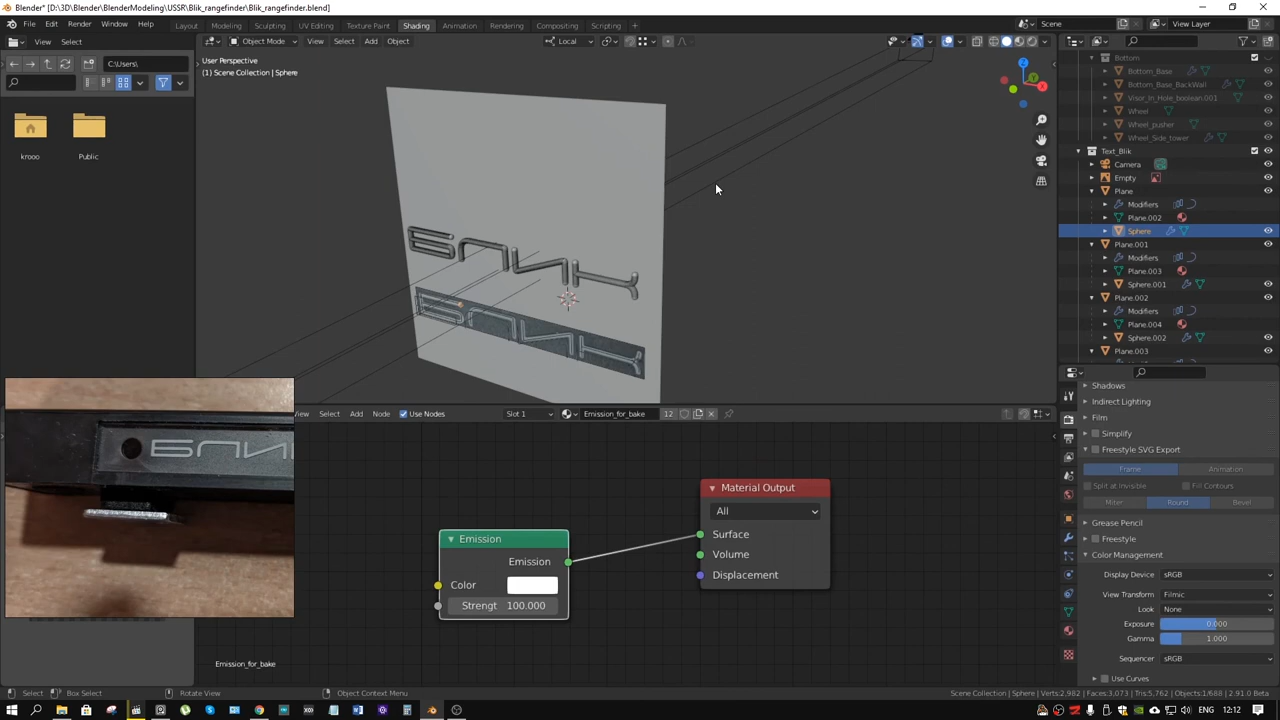 Blender* [D:\3D\BlenderModeling\USSR\Blik_rangefinder\Blik_rangefinder.blend]
File Edit Render Window Help Layout Modeling Sculpting UV Editing Texture Paint Shading Animation Rendering Compositing Scripting + Scene View Layer
View Select Object Mode View Select Add Object Local
C:\Users\
User Perspective
(1) Scene Collection | Sphere
krooo Public
Bottom
Bottom_Base
Bottom_Base_BackWall
Visor_In_Hole_boolean.001
Wheel
Wheel_pusher
Wheel_Side_tower
Text_Blik
Camera
Empty
Plane
Modifiers
Plane.002
Sphere
Plane.001
Modifiers
Plane.003
Sphere.001
Plane.002
Modifiers
Plane.004
Sphere.002
Plane.003
БЛИК
БЛИК
БЛИ
View Add Node Use Nodes Slot 1 Emission_for_bake 12
Emission
Emission
Color
Strengt 100.000
Material Output
All
Surface
Volume
Displacement
Emission_for_bake
Shadows
Indirect Lighting
Film
Simplify
Freestyle SVG Export
Frame Animation
Split at Invisible Fill Contours
Miter Round Bevel
Grease Pencil
Freestyle
Color Management
Display Device sRGB
View Transform Filmic
Look None
Exposure 0.000
Gamma 1.000
Sequencer sRGB
Use Curves
Select Box Select Rotate View Object Context Menu Scene Collection | Sphere | Verts:2,982 | Faces:3,073 | Tris:5,762 | Objects:1/688 | 2.91.0 Beta
ENG 12:12